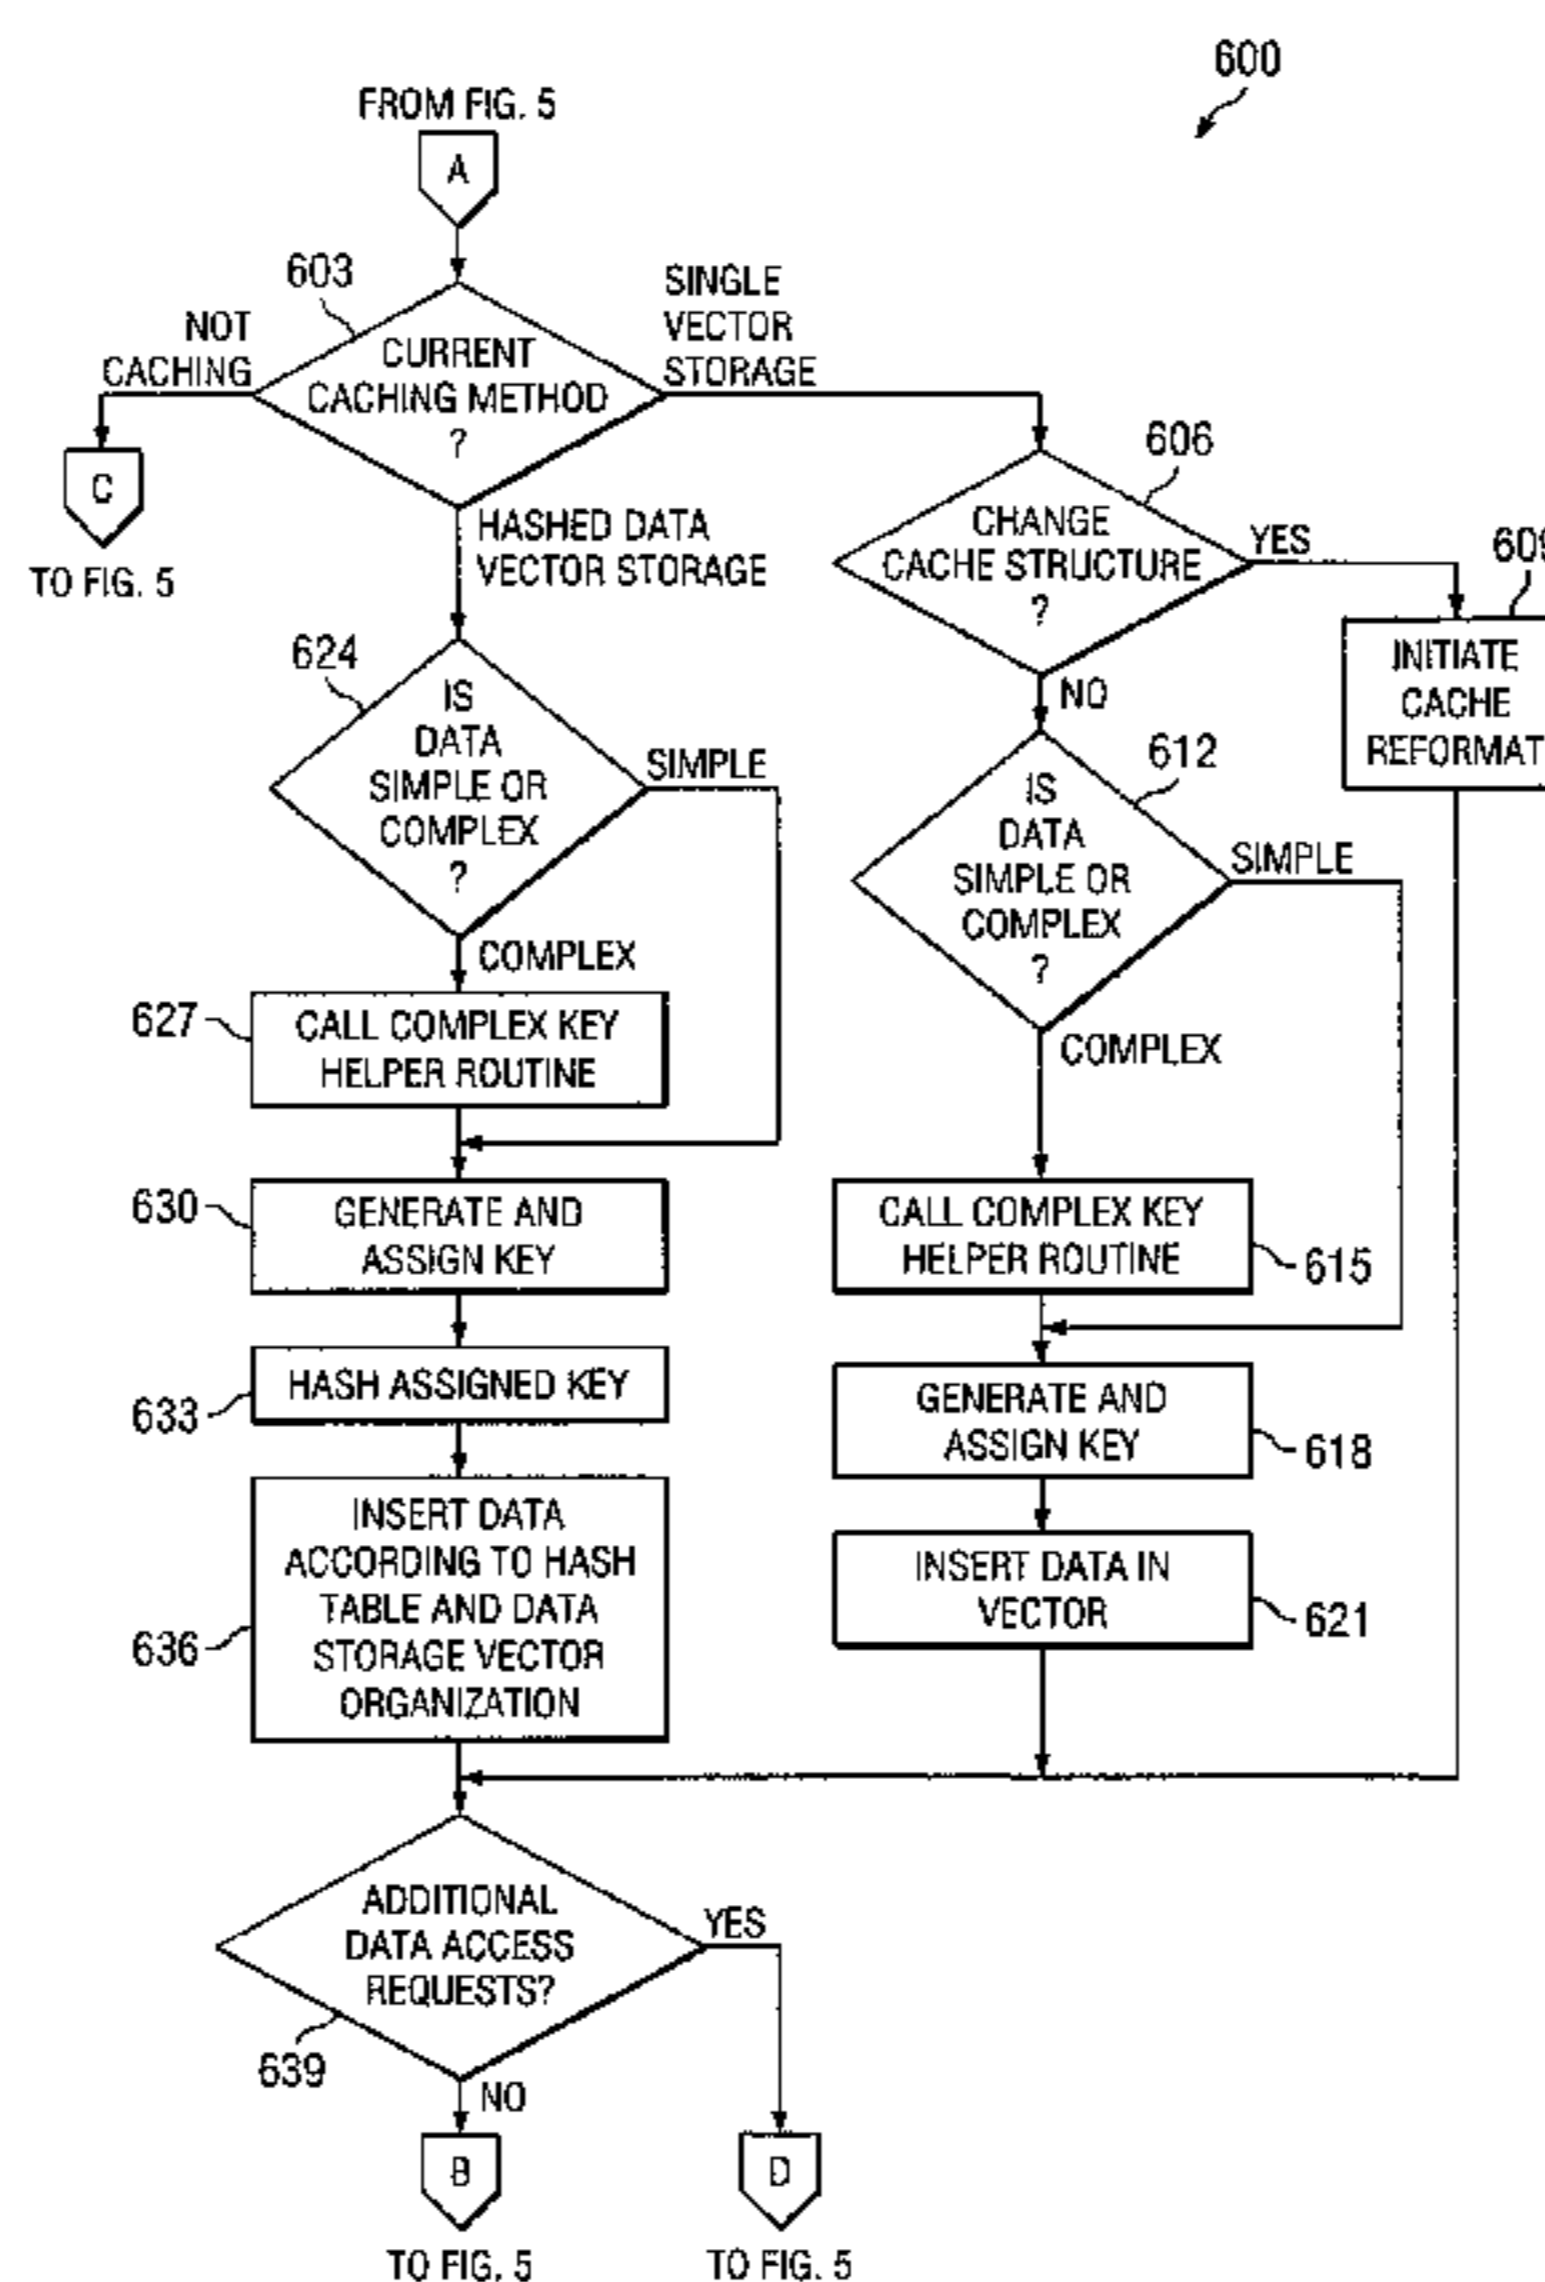 600
FROM FIG. 5
A
603
NOT
CACHING
CURRENT
CACHING METHOD
?
SINGLE
VECTOR
STORAGE
C
TO FIG. 5
HASHED DATA
VECTOR STORAGE
606
CHANGE
CACHE STRUCTURE
?
YES
609
INITIATE
CACHE
REFORMAT
NO
624
IS
DATA
SIMPLE OR
COMPLEX
?
SIMPLE
COMPLEX
612
IS
DATA
SIMPLE OR
COMPLEX
?
SIMPLE
COMPLEX
627
CALL COMPLEX KEY
HELPER ROUTINE
630
GENERATE AND
ASSIGN KEY
CALL COMPLEX KEY
HELPER ROUTINE
615
633
HASH ASSIGNED KEY
GENERATE AND
ASSIGN KEY
618
636
INSERT DATA
ACCORDING TO HASH
TABLE AND DATA
STORAGE VECTOR
ORGANIZATION
INSERT DATA IN
VECTOR
621
ADDITIONAL
DATA ACCESS
REQUESTS?
YES
639
NO
B
D
TO FIG. 5
TO FIG. 5